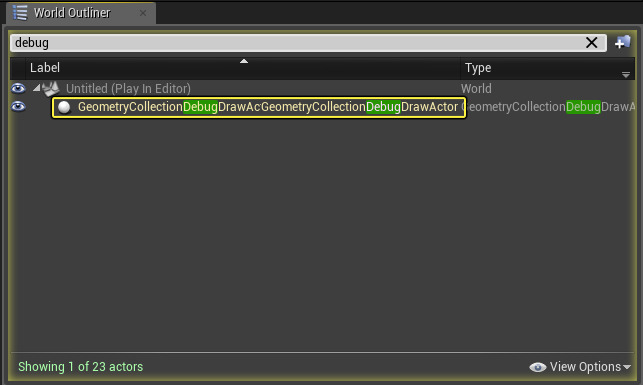 World Outliner
debug
Label Type
Untitled (Play In Editor) World
GeometryCollectionDebugDrawAcGeometryCollectionDebugDrawActor GeometryCollectionDebugDrawA
Showing 1 of 23 actors View Options